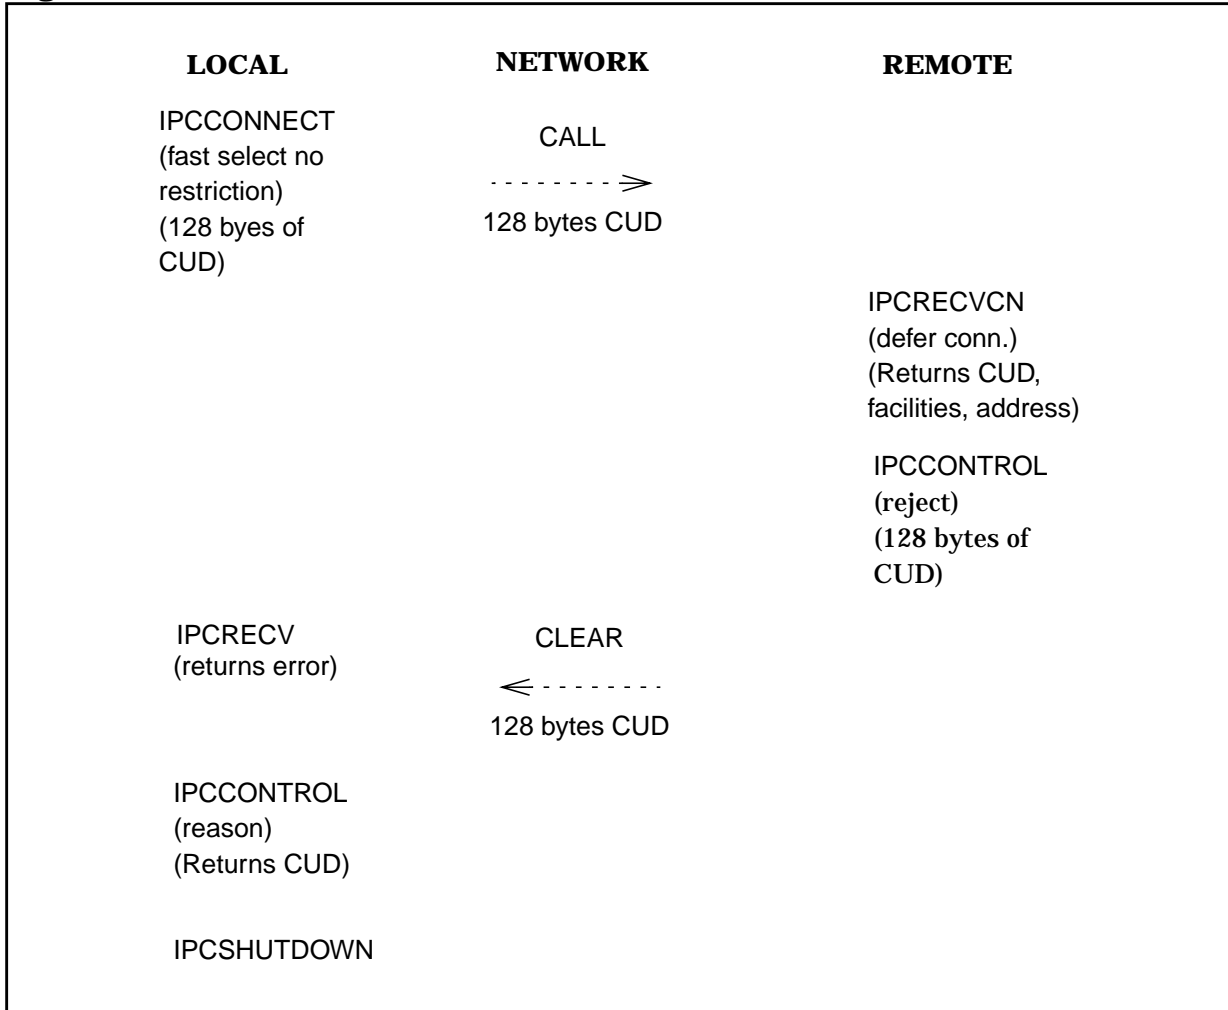 LOCAL NETWORK REMOTE
IPCCONNECT
(fast select no
restriction)
(128 byes of
CUD)
CALL
128 bytes CUD
IPCRECVCN
(defer conn.)
(Returns CUD,
facilities, address)
IPCCONTROL
(reject)
(128 bytes of
CUD)
IPCRECV
(returns error)
CLEAR
128 bytes CUD
IPCCONTROL
(reason)
(Returns CUD)
IPCSHUTDOWN